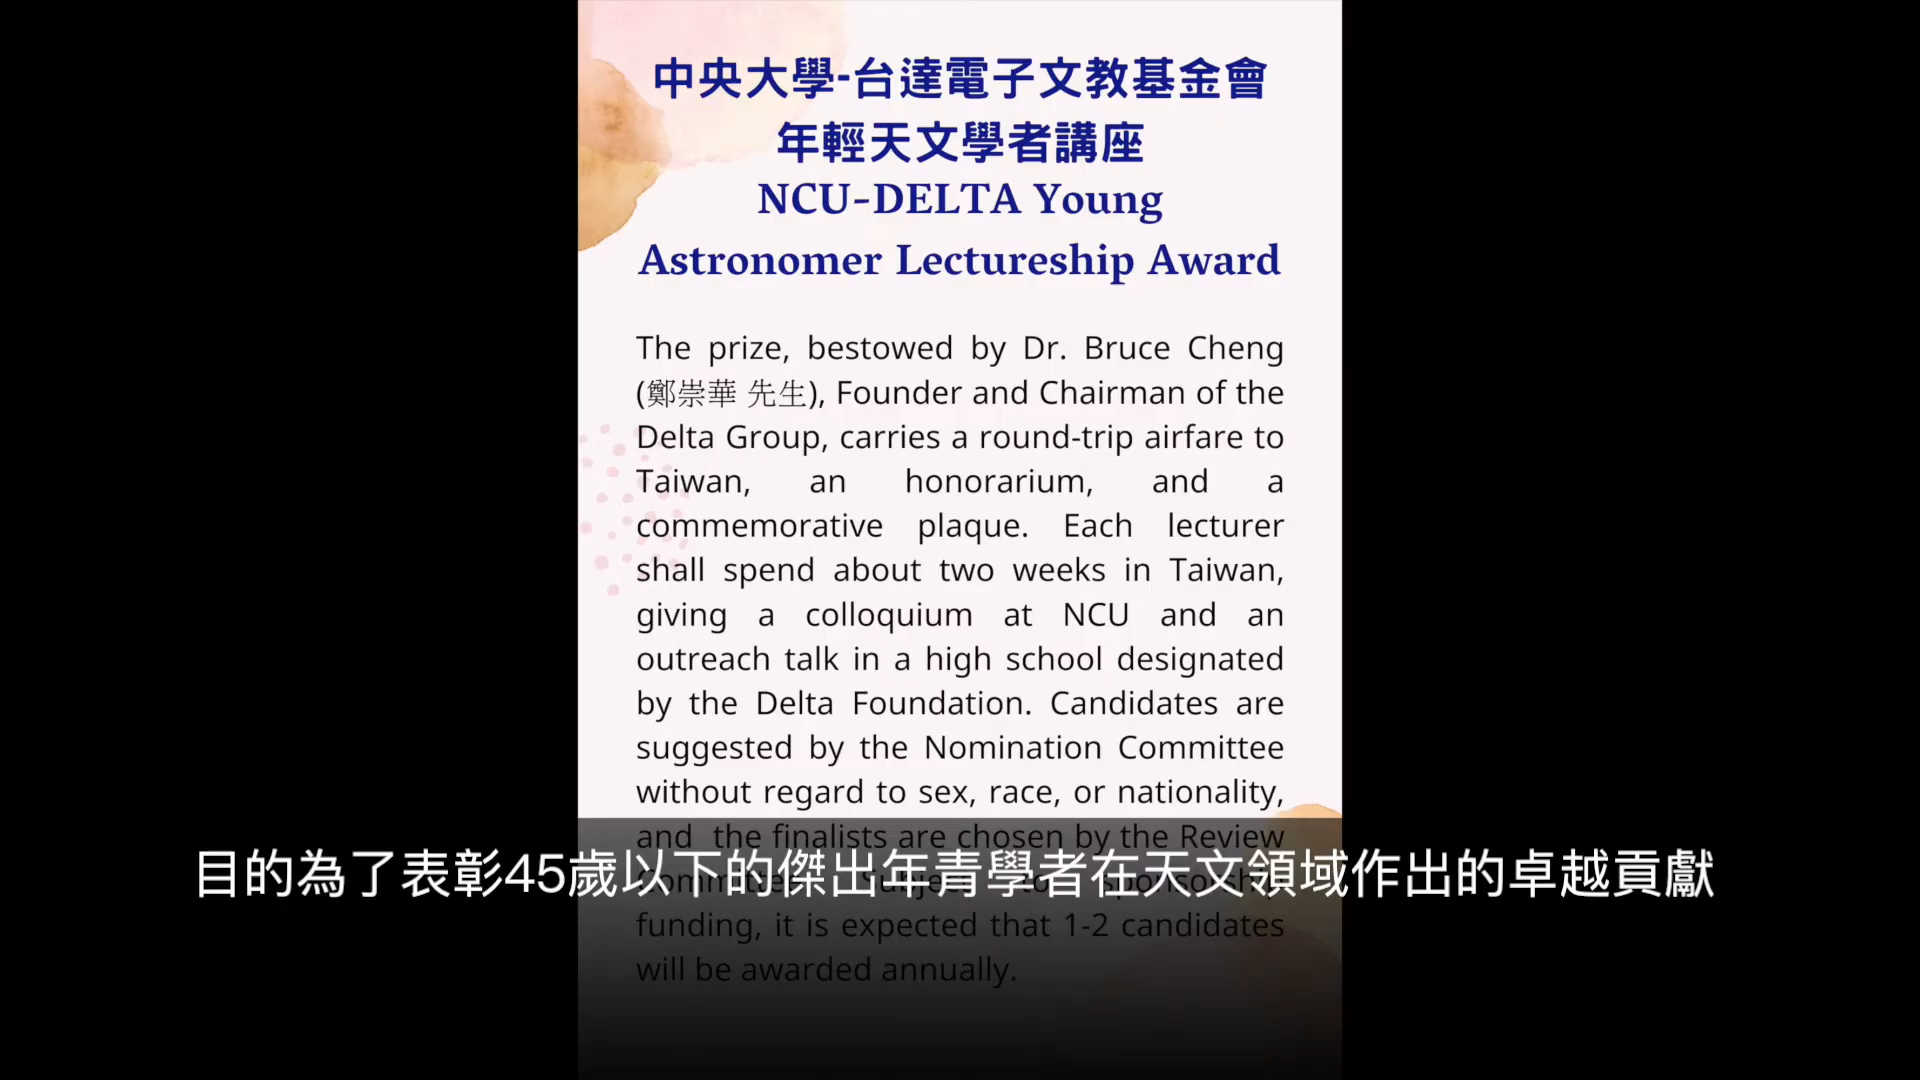 中央大學-台達電子文教基金會
年輕天文學者講座
NCU-DELTA Young
Astronomer Lectureship Award
The prize, bestowed by Dr. Bruce Cheng
(鄭崇華 先生), Founder and Chairman of the
Delta Group, carries a round-trip airfare to
Taiwan, an honorarium, and a
commemorative plaque. Each lecturer
shall spend about two weeks in Taiwan,
giving a colloquium at NCU and an
outreach talk in a high school designated
by the Delta Foundation. Candidates are
suggested by the Nomination Committee
without regard to sex, race, or nationality,
and the finalists are chosen by the Review
Committee. Subject to sponsorship
funding, it is expected that 1-2 candidates
will be awarded annually.
目的為了表彰45歲以下的傑出年青學者在天文領域作出的卓越貢獻